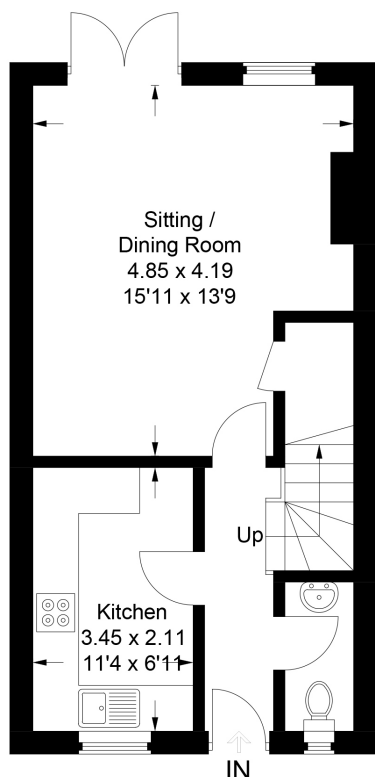 Sitting /
Dining Room
4.85 x 4.19
15'11 x 13'9
Up
Kitchen
3.45 x 2.11
11'4 x 6'11
IN